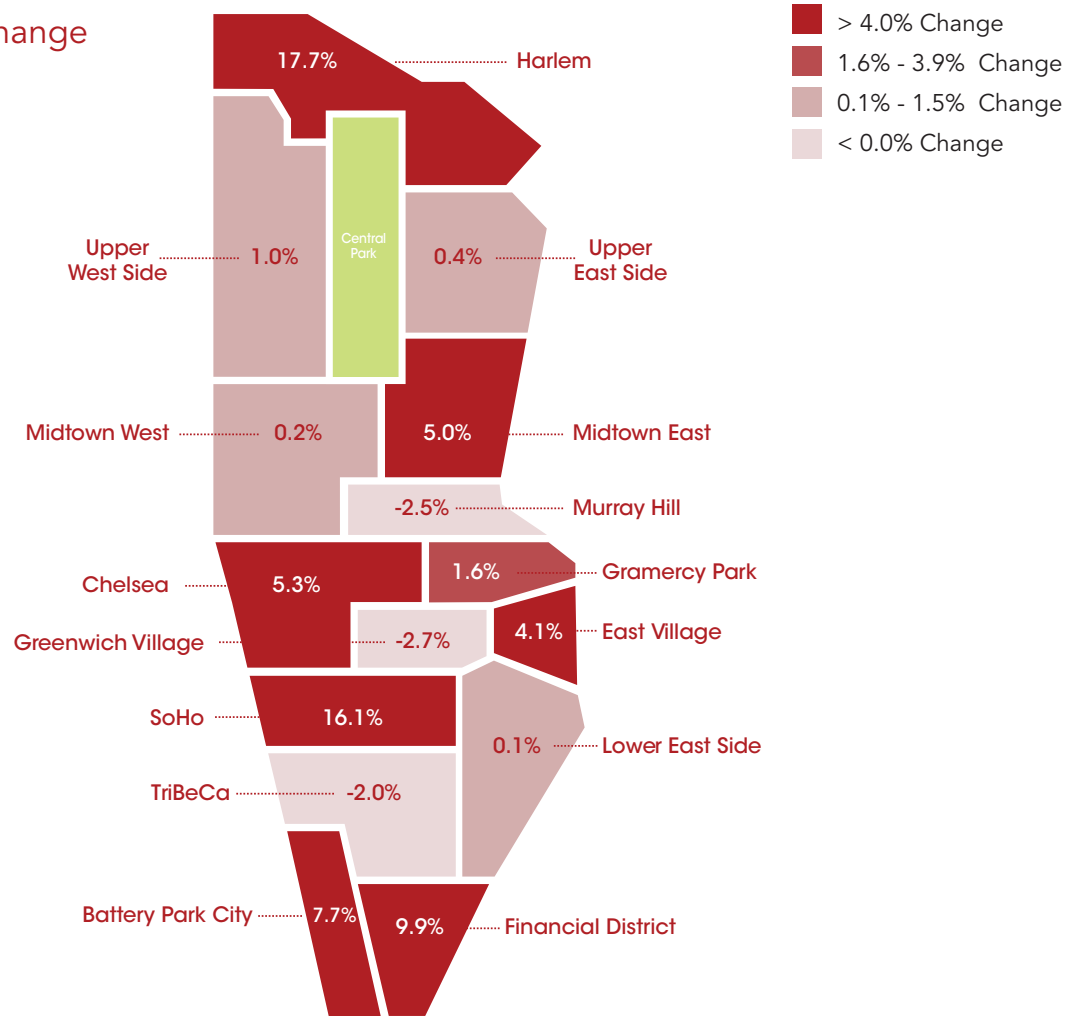 > 4.0% Change
1.6% - 3.9% Change
0.1% - 1.5% Change
< 0.0% Change
17.7%
Harlem
Upper
West Side
1.0%
Central
Park
0.4%
Upper
East Side
Midtown West
0.2%
5.0%
Midtown East
-2.5%
Murray Hill
Chelsea
5.3%
1.6%
Gramercy Park
Greenwich Village
-2.7%
4.1%
East Village
SoHo
16.1%
0.1%
Lower East Side
TriBeCa
-2.0%
Battery Park City
7.7%
9.9%
Financial District